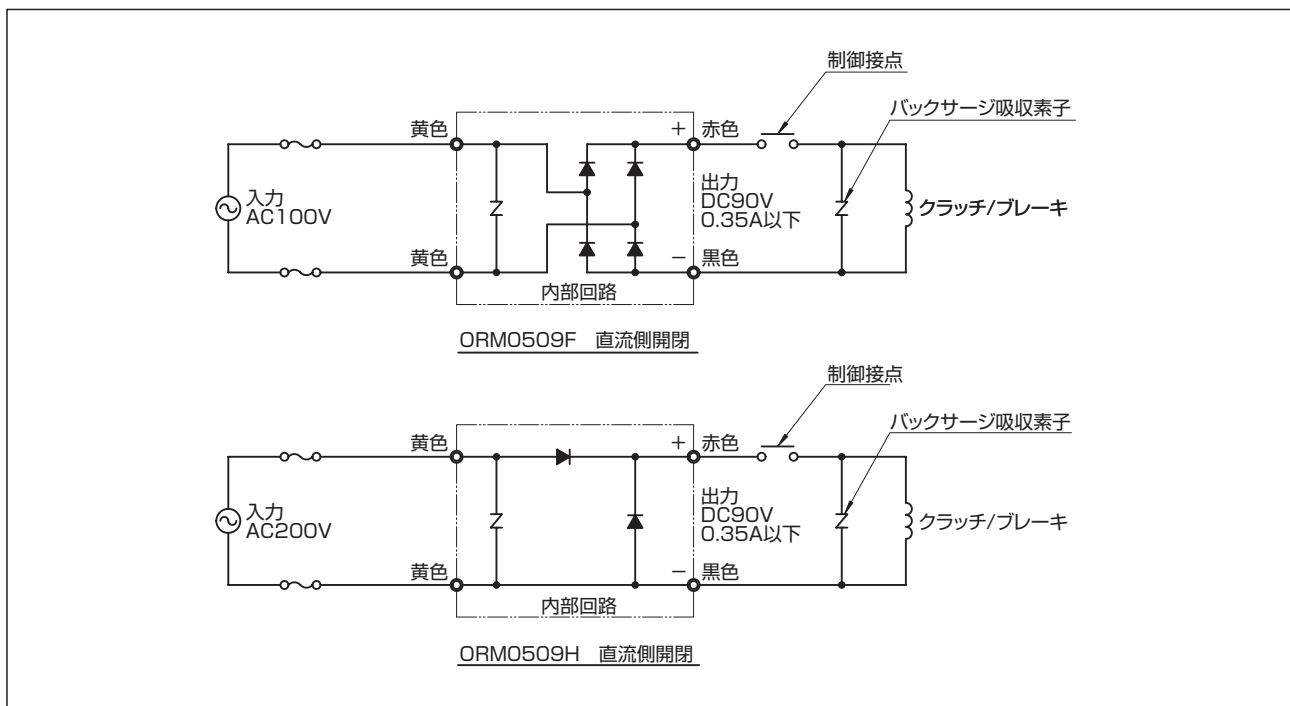 制御接点
バックサージ吸収素子
黄色
+
赤色
入力
AC100V
出力
DC90V
0.35A以下
クラッチ/ブレーキ
黄色
−
黒色
内部回路
ORM0509F 直流側開閉
制御接点
バックサージ吸収素子
黄色
+
赤色
入力
AC200V
出力
DC90V
0.35A以下
クラッチ/ブレーキ
黄色
−
黒色
内部回路
ORM0509H 直流側開閉